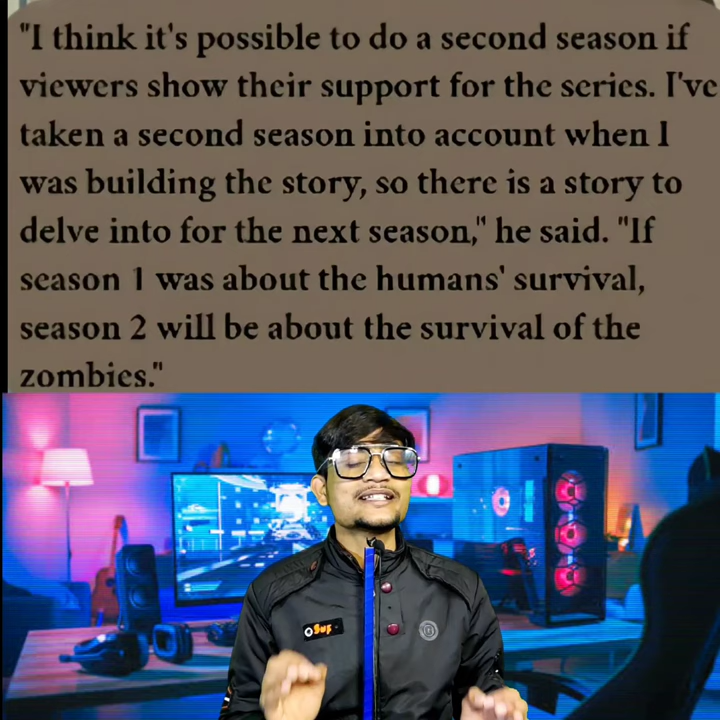 "I think it's possible to do a second season if
viewers show their support for the series. I've
taken a second season into account when I
was building the story, so there is a story to
delve into for the next season," he said. "If
season 1 was about the humans' survival,
season 2 will be about the survival of the
zombies."